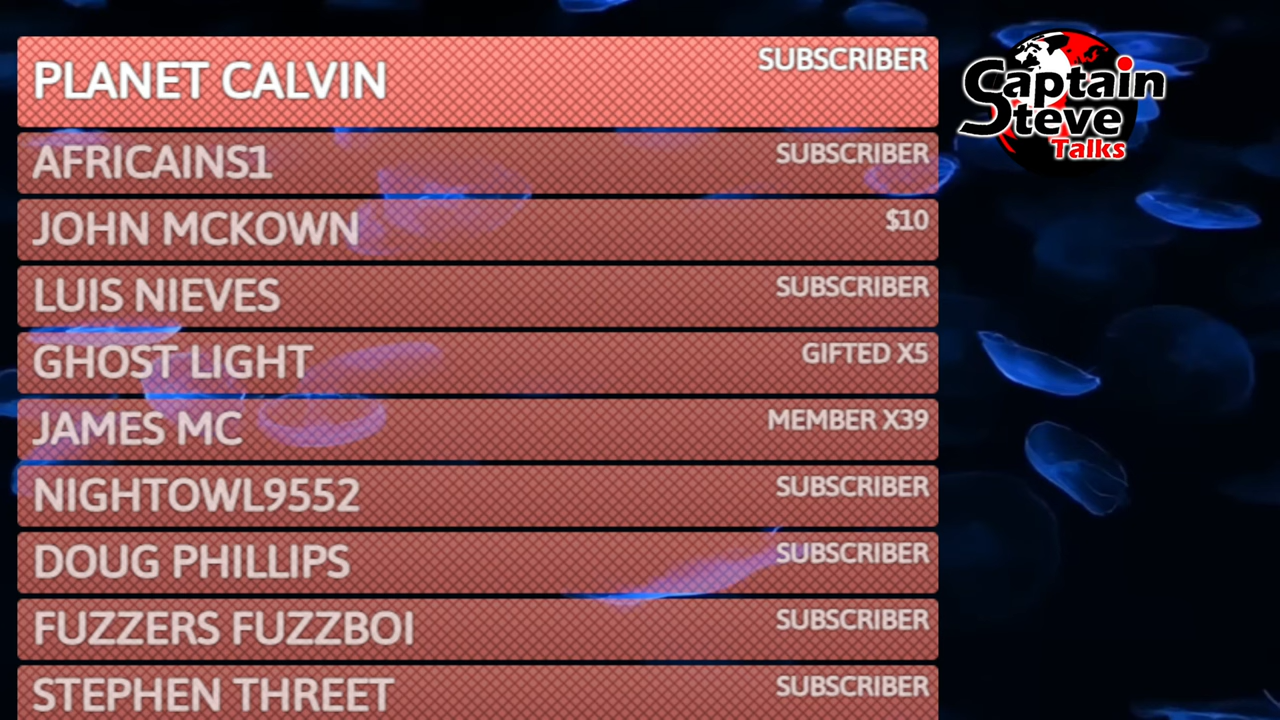 PLANET CALVIN SUBSCRIBER
AFRICAINS1 SUBSCRIBER
JOHN MCKOWN $10
LUIS NIEVES SUBSCRIBER
GHOST LIGHT GIFTED X5
JAMES MC MEMBER X39
NIGHTOWL9552 SUBSCRIBER
DOUG PHILLIPS SUBSCRIBER
FUZZERS FUZZBOI SUBSCRIBER
STEPHEN THREET SUBSCRIBER
Captain
Steve
Talks